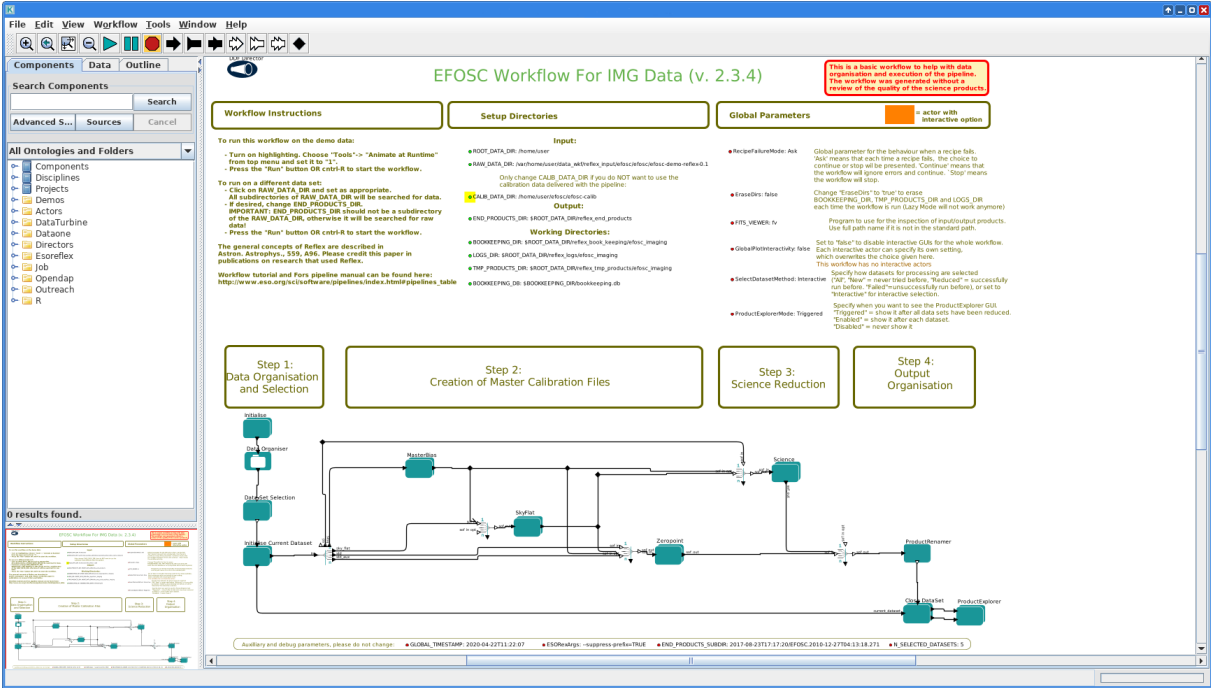 File Edit View Workflow Tools Window Help
Components Data Outline
Search Components
Search
Advanced S... Sources Cancel
All Ontologies and Folders
Components
Disciplines
Projects
Demos
Actors
DataTurbine
Dataone
Directors
Esoreflex
Job
Opendap
Outreach
R
0 results found.
DDF Director
EFOSC Workflow For IMG Data (v. 2.3.4)
This is a basic workflow to help with data
organisation and execution of the pipeline.
The workflow was generated without a
review of the quality of the science products.
Workflow Instructions
Setup Directories
Global Parameters
= actor with
interactive option
To run this workflow on the demo data:
- Turn on highlighting. Choose "Tools"-> "Animate at Runtime"
from top menu and set it to "1".
- Press the "Run" button OR cntrl-R to start the workflow.
To run on a different data set:
- Click on RAW_DATA_DIR and set as appropriate.
All subdirectories of RAW_DATA_DIR will be searched for data.
- If desired, change END_PRODUCTS_DIR.
IMPORTANT: END_PRODUCTS_DIR should not be a subdirectory
of the RAW_DATA_DIR, otherwise it will be searched for raw
data!
- Press the "Run" button OR cntrl-R to start the workflow.
The general concepts of Reflex are described in
Astron. Astrophys., 559, A96. Please credit this paper in
publications on research that used Reflex.
Workflow tutorial and Fors pipeline manual can be found here:
http://www.eso.org/sci/software/pipelines/index.html#pipelines_table
Input:
ROOT_DATA_DIR: /home/user
RAW_DATA_DIR: /var/home/user/data_wkf/reflex_input/efosc/efosc/efosc-demo-reflex-0.1
Only change CALIB_DATA_DIR if you do NOT want to use the
calibration data delivered with the pipeline:
CALIB_DATA_DIR: /home/user/efosc/efosc-calib
Output:
END_PRODUCTS_DIR: $ROOT_DATA_DIR/reflex_end_products
Working Directories:
BOOKKEEPING_DIR: $ROOT_DATA_DIR/reflex_book_keeping/efosc_imaging
LOGS_DIR: $ROOT_DATA_DIR/reflex_logs/efosc_imaging
TMP_PRODUCTS_DIR: $ROOT_DATA_DIR/reflex_tmp_products/efosc_imaging
BOOKKEEPING_DB: $BOOKKEEPING_DIR/bookkeeping.db
RecipeFailureMode: Ask
Global parameter for the behaviour when a recipe fails.
'Ask' means that each time a recipe fails, the choice to
continue or stop will be presented. 'Continue' means that
the workflow will ignore errors and continue. `Stop' means
the workflow will stop.
EraseDirs: false
Change "EraseDirs" to "true" to erase
BOOKKEEPING_DIR, TMP_PRODUCTS_DIR and LOGS_DIR
each time the workflow is run (Lazy Mode will not work anymore)
FITS_VIEWER: fv
Program to use for the inspection of input/output products.
Use full path name if it is not in the standard path.
GlobalPlotInteractivity: false
Set to "false" to disable interactive GUIs for the whole workflow.
Each interactive actor can specify its own setting,
which overwrites the choice given here.
This workflow has no interactive actors
SelectDatasetMethod: Interactive
Specify how datasets for processing are selected
("All", "New" = never tried before, "Reduced" = successfully
run before, "Failed"=unsuccessfully run before), or set to
"Interactive" for interactive selection.
ProductExplorerMode: Triggered
Specify when you want to see the ProductExplorer GUI.
"Triggered" = show it after all data sets have been reduced.
"Enabled" = show it after each dataset.
"Disabled" = never show it
Step 1:
Data Organisation
and Selection
Step 2:
Creation of Master Calibration Files
Step 3:
Science Reduction
Step 4:
Output
Organisation
Initialise
Data Organiser
DataSet Selection
Initialise Current Dataset
MasterBias
SkyFlat
Zeropoint
Science
ProductRenamer
Close DataSet
ProductExplorer
Auxiliary and debug parameters, please do not change:
GLOBAL_TIMESTAMP: 2020-04-22T11:22:07
ESORexArgs: --suppress-prefix=TRUE
END_PRODUCTS_SUBDIR: 2017-08-23T17:17:20/EFOSC.2010-12-27T04:13:18.271
N_SELECTED_DATASETS: 5